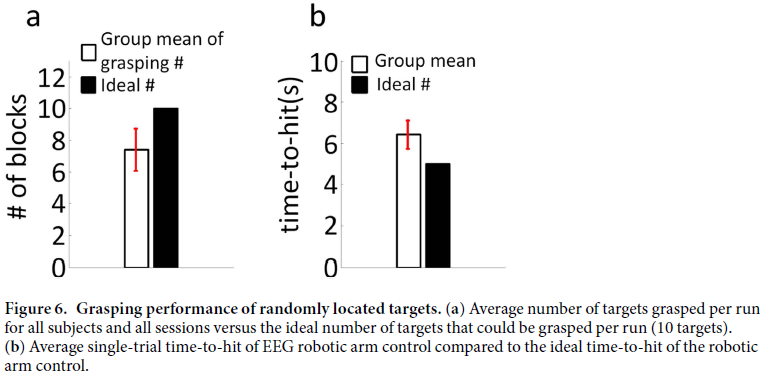 a
Group mean of
grasping #
Ideal #
# of blocks
12
10
8
6
4
2
0
b
Group mean
Ideal #
time-to-hit(s)
10
8
6
4
2
0
Figure 6. Grasping performance of randomly located targets. (a) Average number of targets grasped per run
for all subjects and all sessions versus the ideal number of targets that could be grasped per run (10 targets).
(b) Average single-trial time-to-hit of EEG robotic arm control compared to the ideal time-to-hit of the robotic
arm control.